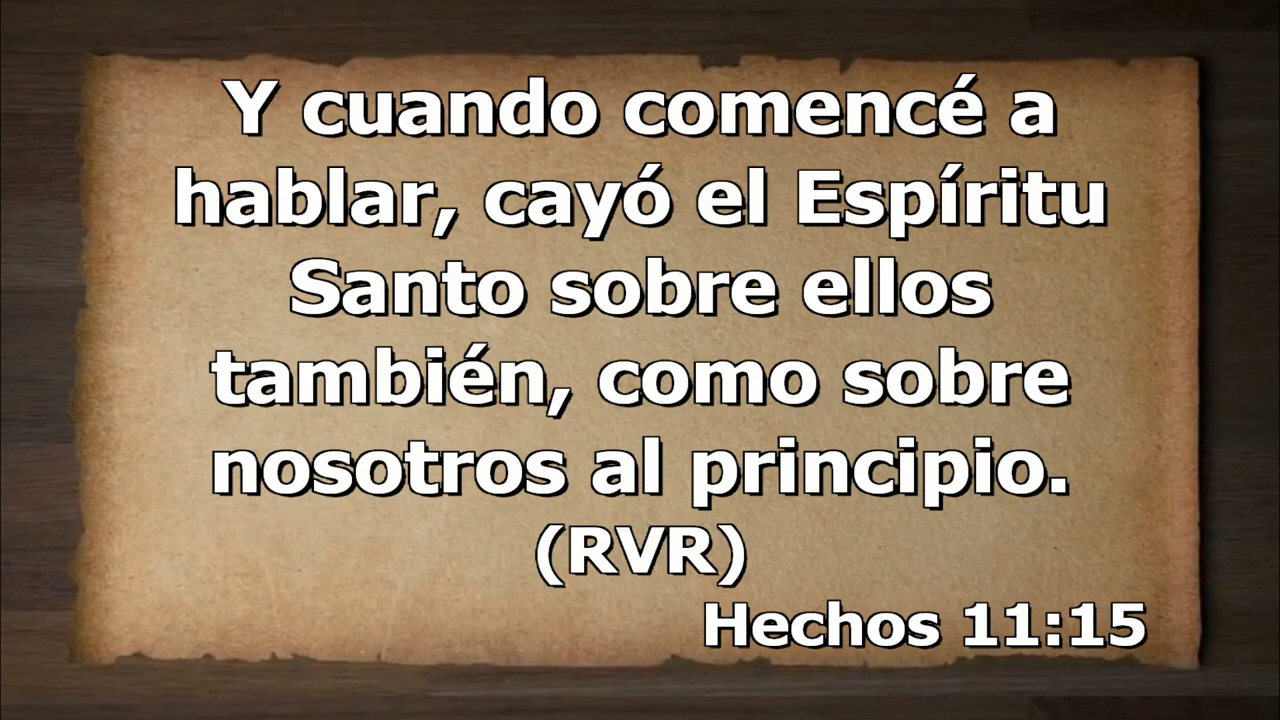 Y cuando comencé a
hablar, cayó el Espíritu
Santo sobre ellos
también, como sobre
nosotros al principio.
(RVR)
Hechos 11:15